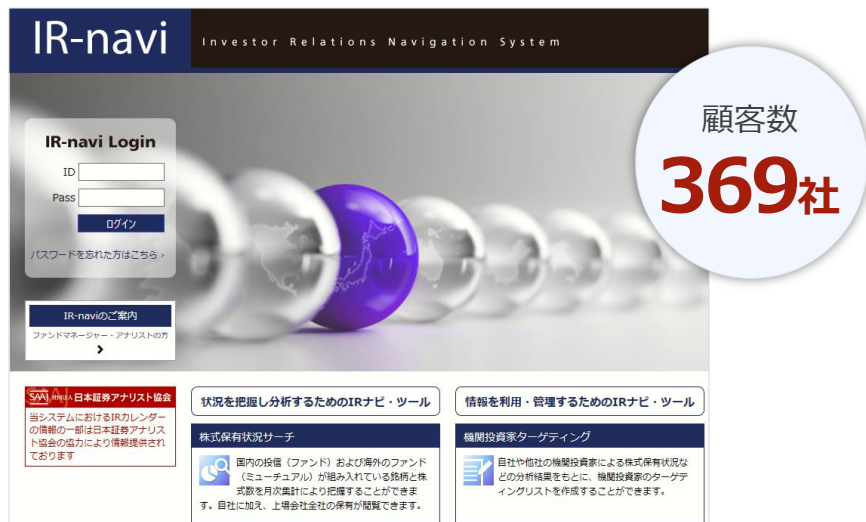 IR-navi
Investor Relations Navigation System
顧客数
369社
IR-navi Login
ID
Pass
ログイン
パスワードを忘れた方はこちら ›
IR-naviのご案内
ファンドマネージャー・アナリストの方
SAAJ 日本証券アナリスト協会
当システムにおけるIRカレンダー
の情報の一部は日本証券アナリス
ト協会の協力により情報提供され
ております
状況を把握し分析するためのIRナビ・ツール
株式保有状況サーチ
国内の投信(ファンド)および海外のファンド
(ミューチュアル)が組み入れている銘柄と株
式数を月次集計により把握することができま
す。自社に加え、上場会社全社の保有が閲覧できます。
情報を利用・管理するためのIRナビ・ツール
機関投資家ターゲティング
自社や他社の機関投資家による株式保有状況な
どの分析結果をもとに、機関投資家のターゲテ
ィングリストを作成することができます。